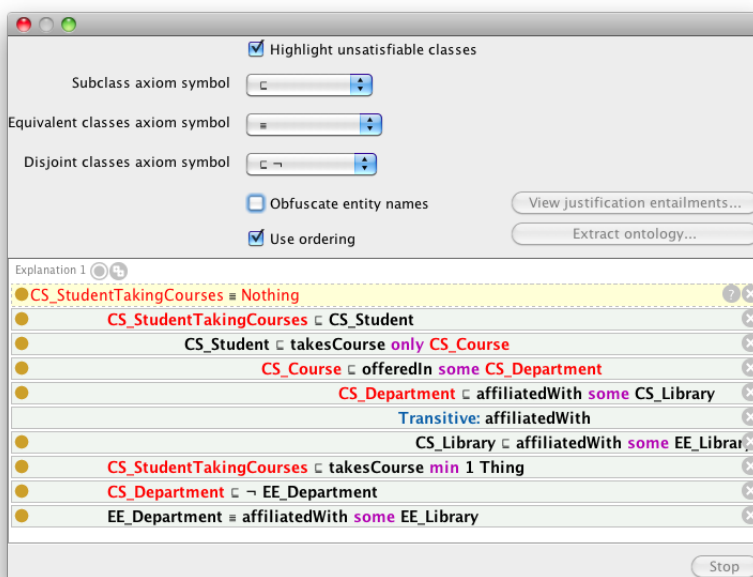 Highlight unsatisfiable classes
Subclass axiom symbol ⊏
Equivalent classes axiom symbol ≡
Disjoint classes axiom symbol ⊏ ¬
Obfuscate entity names View justification entailments...
Use ordering Extract ontology...
Explanation 1
CS_StudentTakingCourses ≡ Nothing ?
CS_StudentTakingCourses ⊏ CS_Student
CS_Student ⊏ takesCourse only CS_Course
CS_Course ⊏ offeredIn some CS_Department
CS_Department ⊏ affiliatedWith some CS_Library
Transitive: affiliatedWith
CS_Library ⊏ affiliatedWith some EE_Librar
CS_StudentTakingCourses ⊏ takesCourse min 1 Thing
CS_Department ⊏ ¬ EE_Department
EE_Department ≡ affiliatedWith some EE_Library
Stop